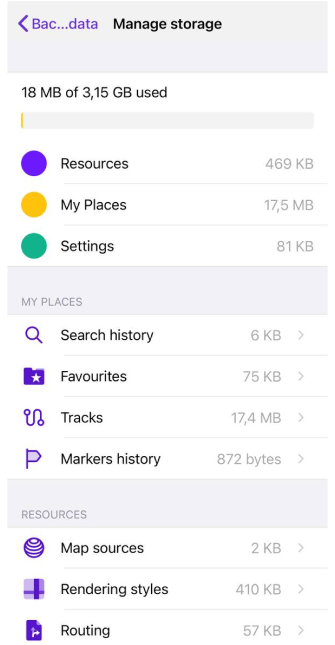 Bac...data Manage storage
18 MB of 3,15 GB used
Resources 469 KB
My Places 17,5 MB
Settings 81 KB
MY PLACES
Search history 6 KB
Favourites 75 KB
Tracks 17,4 MB
Markers history 872 bytes
RESOURCES
Map sources 2 KB
Rendering styles 410 KB
Routing 57 KB